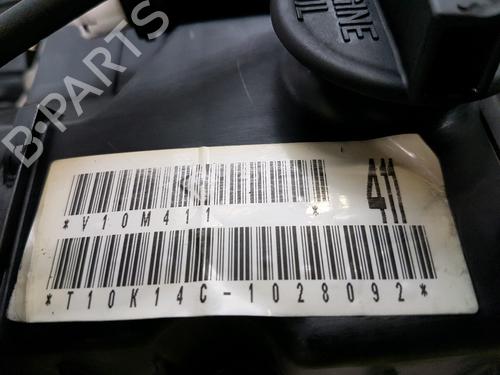 ENGINE
OIL
B-PARTS
*V10M411*
411
*T10K14C-1028092*